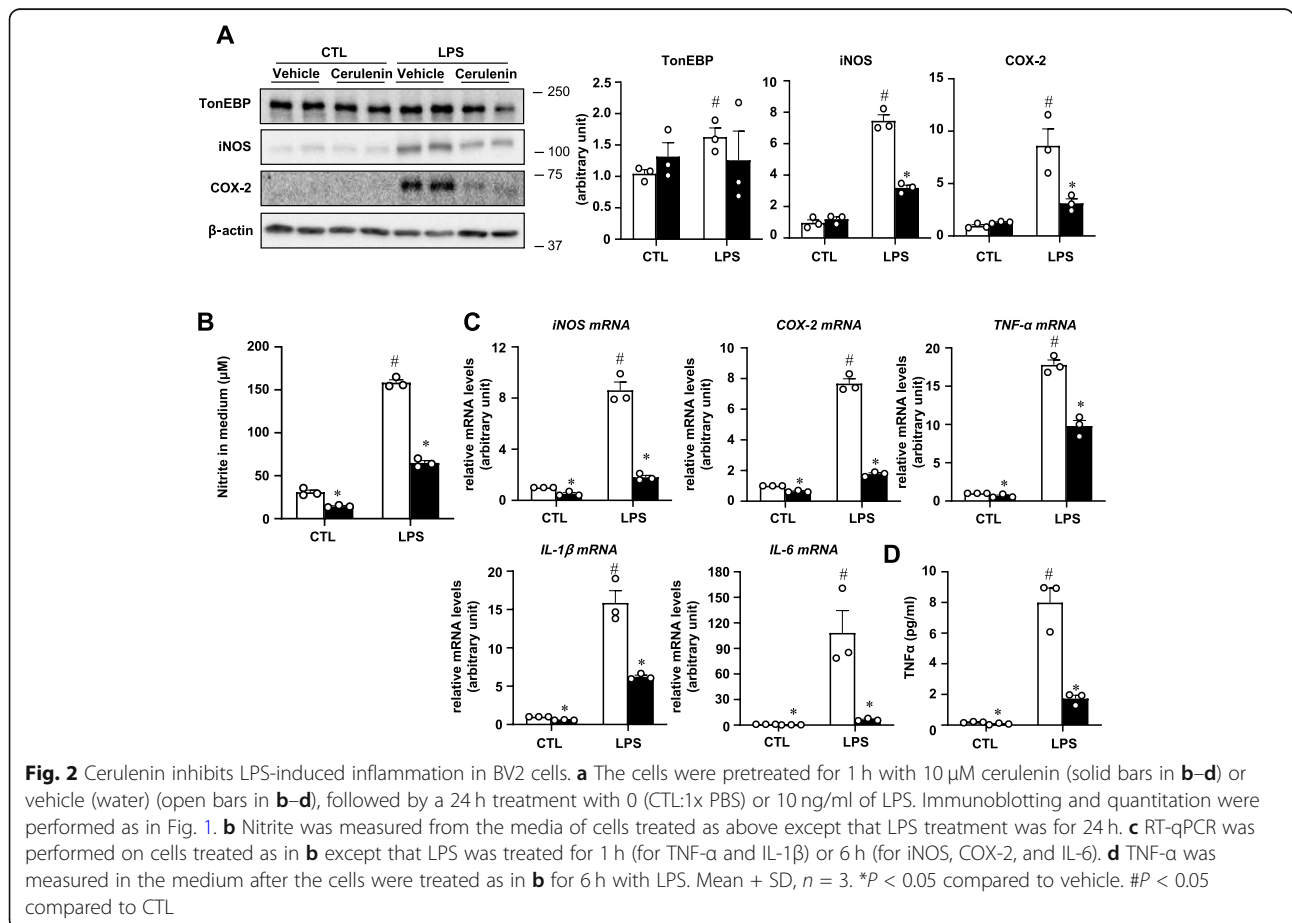 A
CTL LPS
Vehicle Cerulenin Vehicle Cerulenin
TonEBP
iNOS
COX-2
β-actin
– 250
– 100
– 75
– 37
TonEBP
(arbitrary unit)
2.5
2.0
1.5
1.0
0.5
0
#
CTL LPS
iNOS
10
8
6
4
2
0
#
*
CTL LPS
COX-2
15
10
5
0
#
*
CTL LPS
B
Nitrite in medium (µM)
200
150
100
50
0
*
#
*
CTL LPS
C
iNOS mRNA
relative mRNA levels
(arbitrary unit)
12
8
4
0
*
#
*
CTL LPS
COX-2 mRNA
relative mRNA levels
(arbitrary unit)
10
8
6
4
2
0
*
#
*
CTL LPS
TNF-α mRNA
relative mRNA levels
(arbitrary unit)
20
15
10
5
0
*
#
*
CTL LPS
IL-1β mRNA
relative mRNA levels
(arbitrary unit)
20
15
10
5
0
*
#
*
CTL LPS
IL-6 mRNA
relative mRNA levels
(arbitrary unit)
180
150
120
90
60
30
0
*
#
*
CTL LPS
D
TNFα (pg/ml)
10
8
6
4
2
0
*
#
*
CTL LPS
Fig. 2 Cerulenin inhibits LPS-induced inflammation in BV2 cells. a The cells were pretreated for 1 h with 10 µM cerulenin (solid bars in b–d) or
vehicle (water) (open bars in b–d), followed by a 24 h treatment with 0 (CTL:1x PBS) or 10 ng/ml of LPS. Immunoblotting and quantitation were
performed as in Fig. 1. b Nitrite was measured from the media of cells treated as above except that LPS treatment was for 24 h. c RT-qPCR was
performed on cells treated as in b except that LPS was treated for 1 h (for TNF-α and IL-1β) or 6 h (for iNOS, COX-2, and IL-6). d TNF-α was
measured in the medium after the cells were treated as in b for 6 h with LPS. Mean + SD, n = 3. *P < 0.05 compared to vehicle. #P < 0.05
compared to CTL